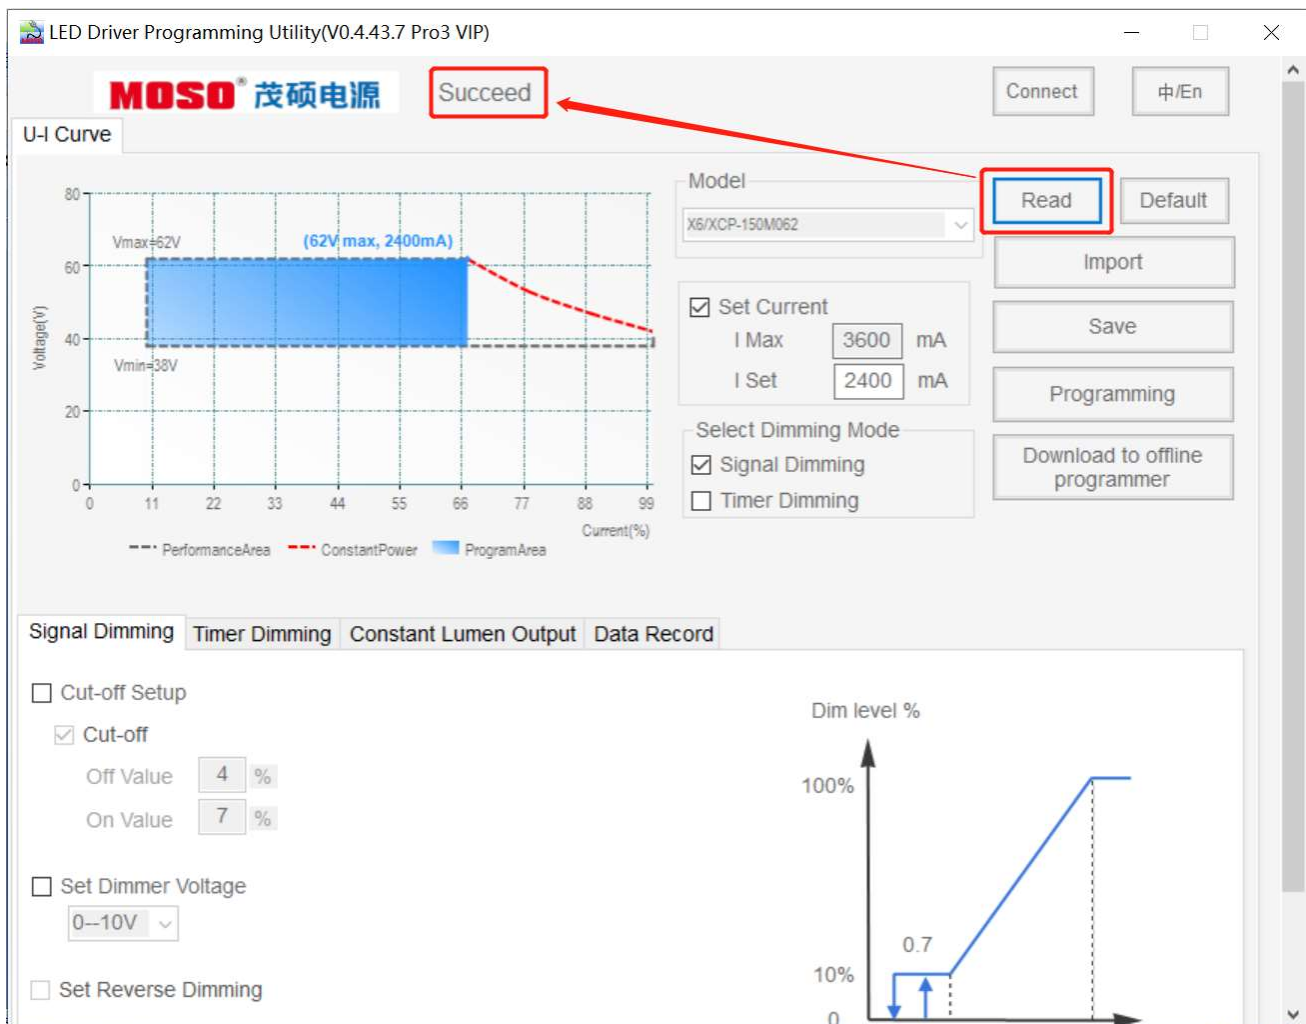 LED Driver Programming Utility(V0.4.43.7 Pro3 VIP)
MOSO® 茂硕电源
Succeed
Connect
中/En
U-I Curve
Model
X6/XCP-150M062
Read
Default
Import
Save
Programming
Download to offline
programmer
80
60
40
20
0
Voltage(V)
Vmax=62V
(62V max, 2400mA)
Vmin=38V
0 11 22 33 44 55 66 77 88 99
Current(%)
PerformanceArea ConstantPower ProgramArea
Set Current
I Max 3600 mA
I Set 2400 mA
Select Dimming Mode
Signal Dimming
Timer Dimming
Signal Dimming Timer Dimming Constant Lumen Output Data Record
Cut-off Setup
Cut-off
Off Value 4 %
On Value 7 %
Set Dimmer Voltage
0--10V
Set Reverse Dimming
Dim level %
100%
0.7
10%
0